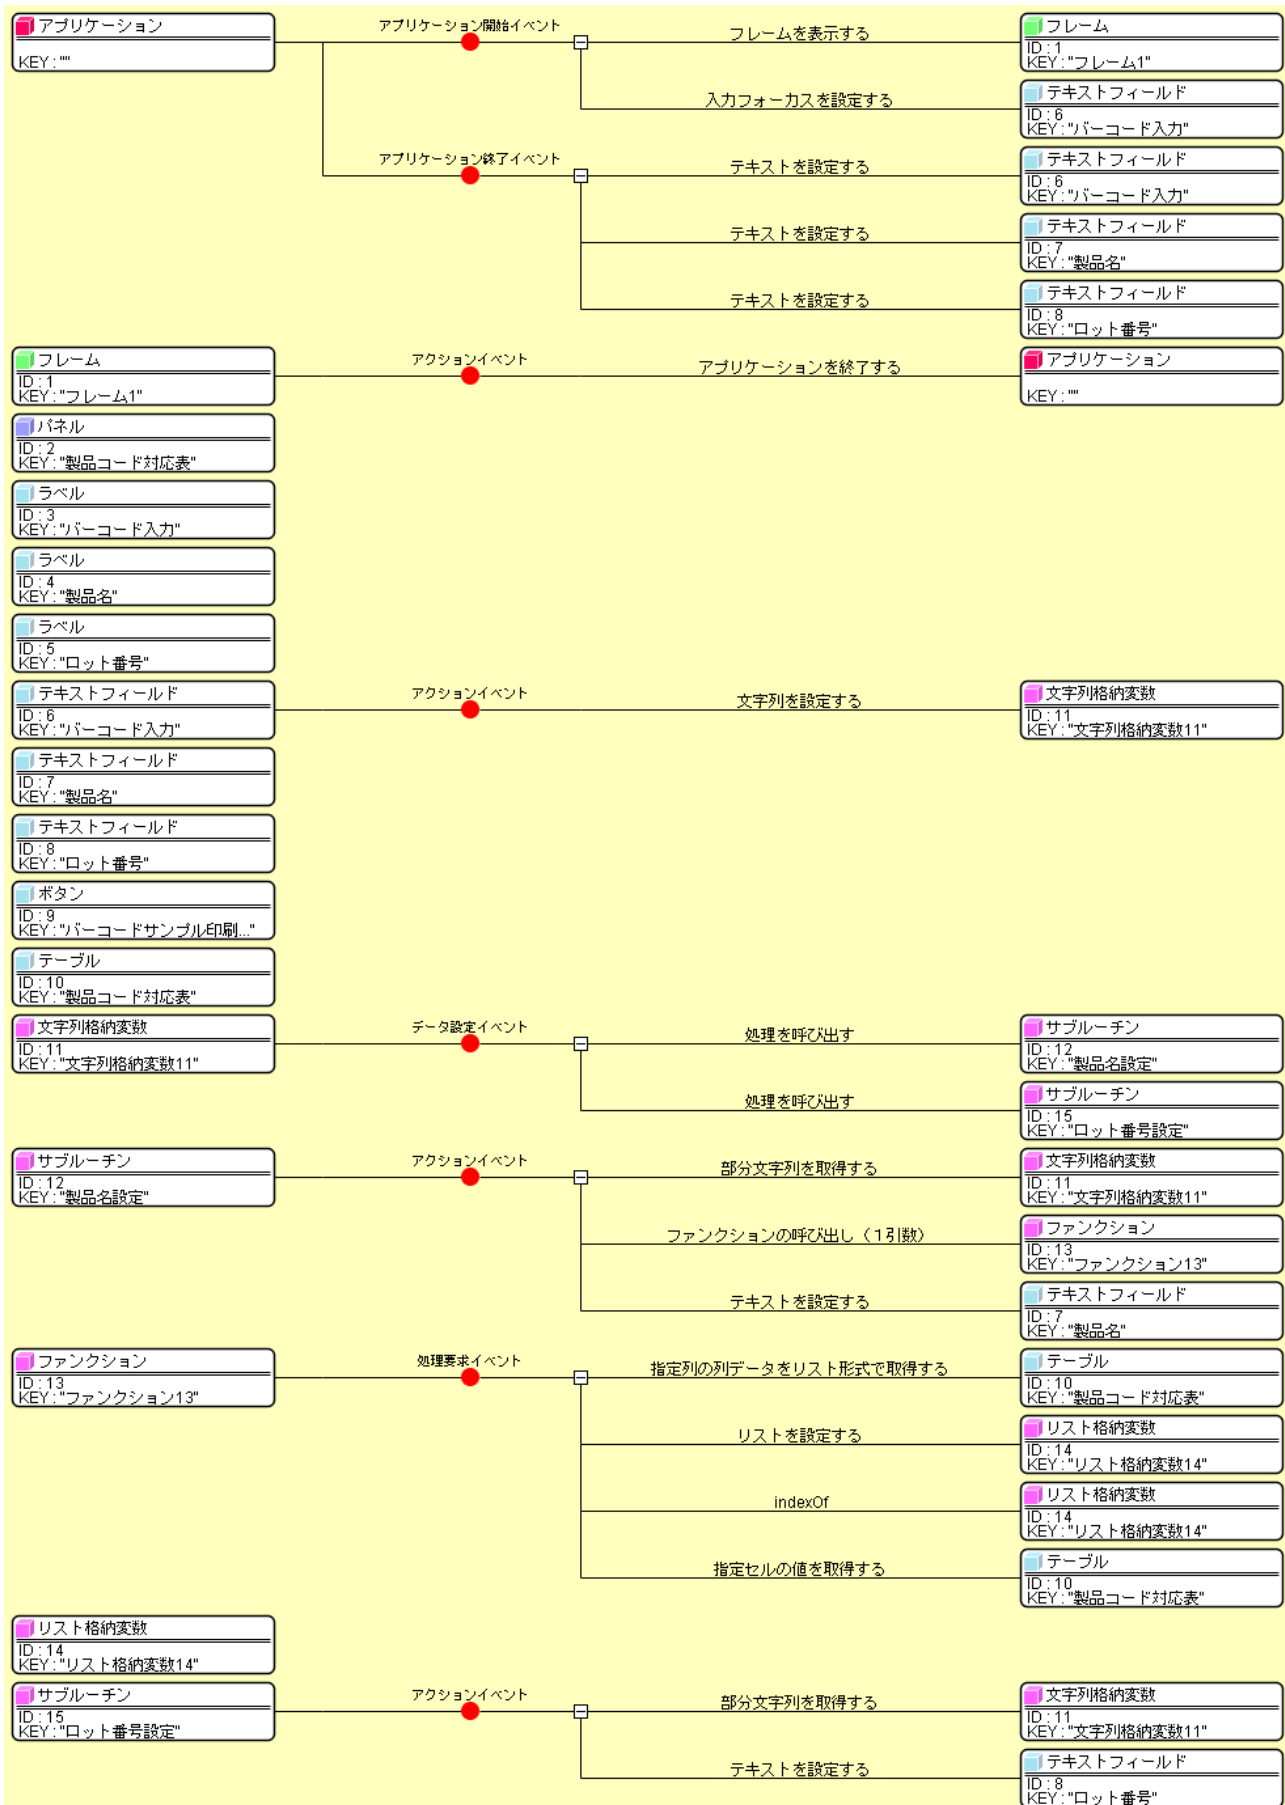 アプリケーション
KEY : ""
アプリケーション開始イベント
フレームを表示する
フレーム
ID : 1
KEY : "フレーム1"
入力フォーカスを設定する
テキストフィールド
ID : 6
KEY : "バーコード入力"
アプリケーション終了イベント
テキストを設定する
テキストフィールド
ID : 6
KEY : "バーコード入力"
テキストを設定する
テキストフィールド
ID : 7
KEY : "製品名"
テキストを設定する
テキストフィールド
ID : 8
KEY : "ロット番号"
フレーム
ID : 1
KEY : "フレーム1"
アクションイベント
アプリケーションを終了する
アプリケーション
KEY : ""
パネル
ID : 2
KEY : "製品コード対応表"
ラベル
ID : 3
KEY : "バーコード入力"
ラベル
ID : 4
KEY : "製品名"
ラベル
ID : 5
KEY : "ロット番号"
テキストフィールド
ID : 6
KEY : "バーコード入力"
アクションイベント
文字列を設定する
文字列格納変数
ID : 11
KEY : "文字列格納変数11"
テキストフィールド
ID : 7
KEY : "製品名"
テキストフィールド
ID : 8
KEY : "ロット番号"
ボタン
ID : 9
KEY : "バーコードサンプル印刷..."
テーブル
ID : 10
KEY : "製品コード対応表"
文字列格納変数
ID : 11
KEY : "文字列格納変数11"
データ設定イベント
処理を呼び出す
サブルーチン
ID : 12
KEY : "製品名設定"
処理を呼び出す
サブルーチン
ID : 15
KEY : "ロット番号設定"
サブルーチン
ID : 12
KEY : "製品名設定"
アクションイベント
部分文字列を取得する
文字列格納変数
ID : 11
KEY : "文字列格納変数11"
ファンクションの呼び出し（１引数）
ファンクション
ID : 13
KEY : "ファンクション13"
テキストを設定する
テキストフィールド
ID : 7
KEY : "製品名"
ファンクション
ID : 13
KEY : "ファンクション13"
処理要求イベント
指定列の列データをリスト形式で取得する
テーブル
ID : 10
KEY : "製品コード対応表"
リストを設定する
リスト格納変数
ID : 14
KEY : "リスト格納変数14"
indexOf
リスト格納変数
ID : 14
KEY : "リスト格納変数14"
指定セルの値を取得する
テーブル
ID : 10
KEY : "製品コード対応表"
リスト格納変数
ID : 14
KEY : "リスト格納変数14"
サブルーチン
ID : 15
KEY : "ロット番号設定"
アクションイベント
部分文字列を取得する
文字列格納変数
ID : 11
KEY : "文字列格納変数11"
テキストを設定する
テキストフィールド
ID : 8
KEY : "ロット番号"